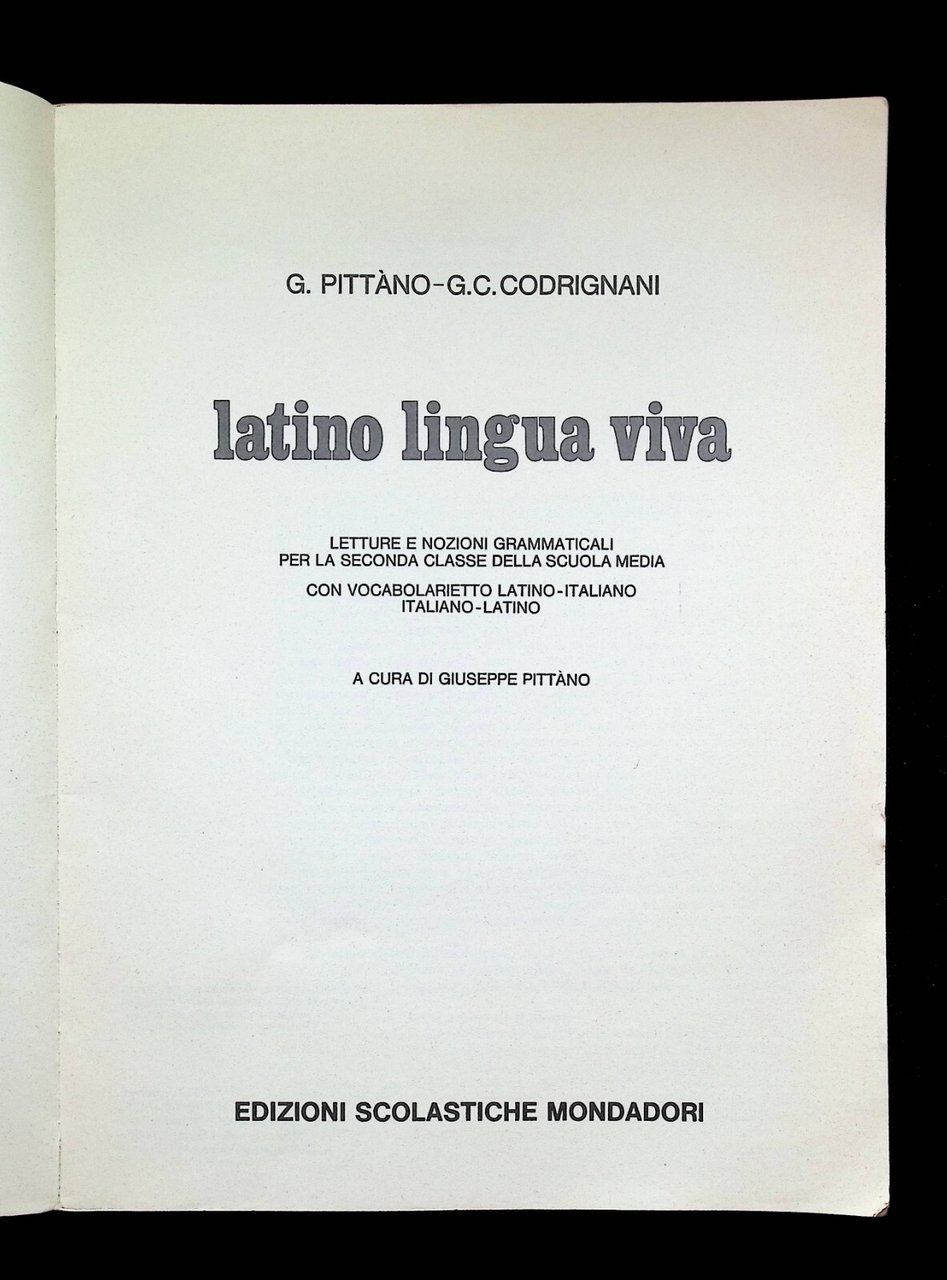 G. PITTÀNO-G.C.CODRIGNANI
latino lingua viva
LETTURE E NOZIONI GRAMMATICALI
PER LA SECONDA CLASSE DELLA SCUOLA MEDIA
CON VOCABOLARIETTO LATINO-ITALIANO
ITALIANO-LATINO
A CURA DI GIUSEPPE PITTÀNO
EDIZIONI SCOLASTICHE MONDADORI